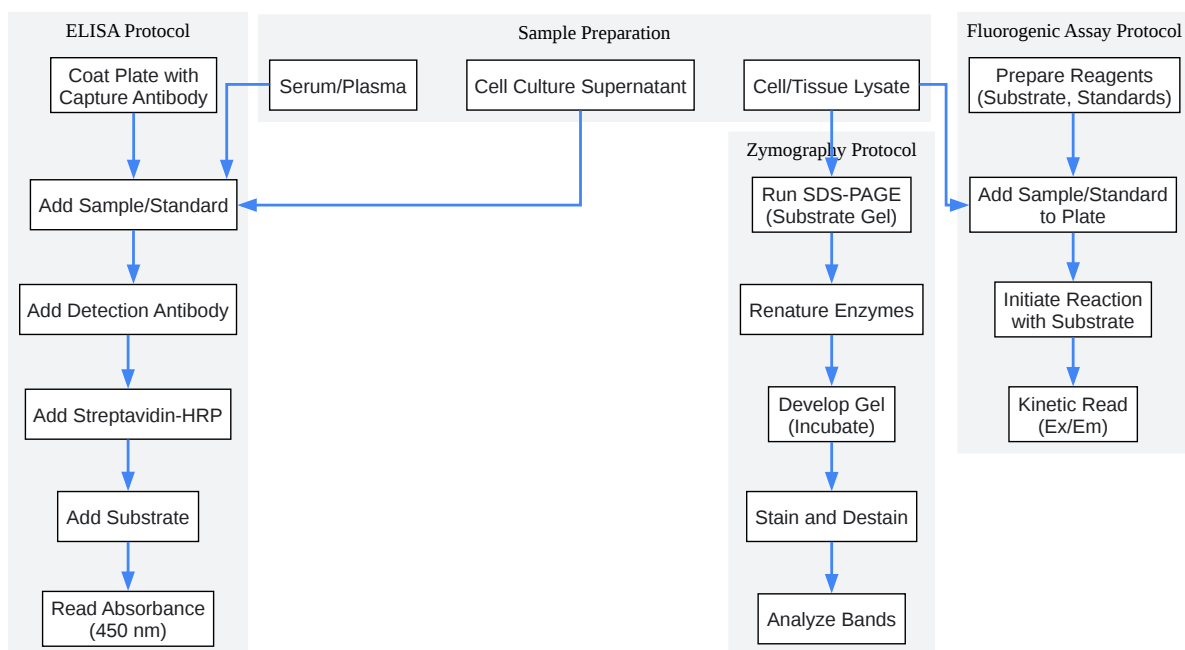 ELISA Protocol
Coat Plate with
Capture Antibody
Add Sample/Standard
Add Detection Antibody
Add Streptavidin-HRP
Add Substrate
Read Absorbance
(450 nm)
Sample Preparation
Serum/Plasma
Cell Culture Supernatant
Cell/Tissue Lysate
Zymography Protocol
Run SDS-PAGE
(Substrate Gel)
Renature Enzymes
Develop Gel
(Incubate)
Stain and Destain
Analyze Bands
Fluorogenic Assay Protocol
Prepare Reagents
(Substrate, Standards)
Add Sample/Standard
to Plate
Initiate Reaction
with Substrate
Kinetic Read
(Ex/Em)